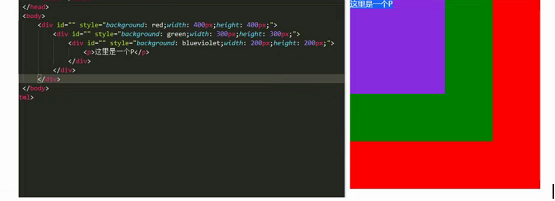 </head>
<body>
<div id="" style="background: red;width: 400px;height: 400px;">
<div id="" style="background: green;width: 300px;height: 300px;">
<div id="" style="background: blueviolet;width: 200px;height: 200px;">
<p>这里是一个P</p>
</div>
</div>
</div>
</body>
tml>
这里是一个P